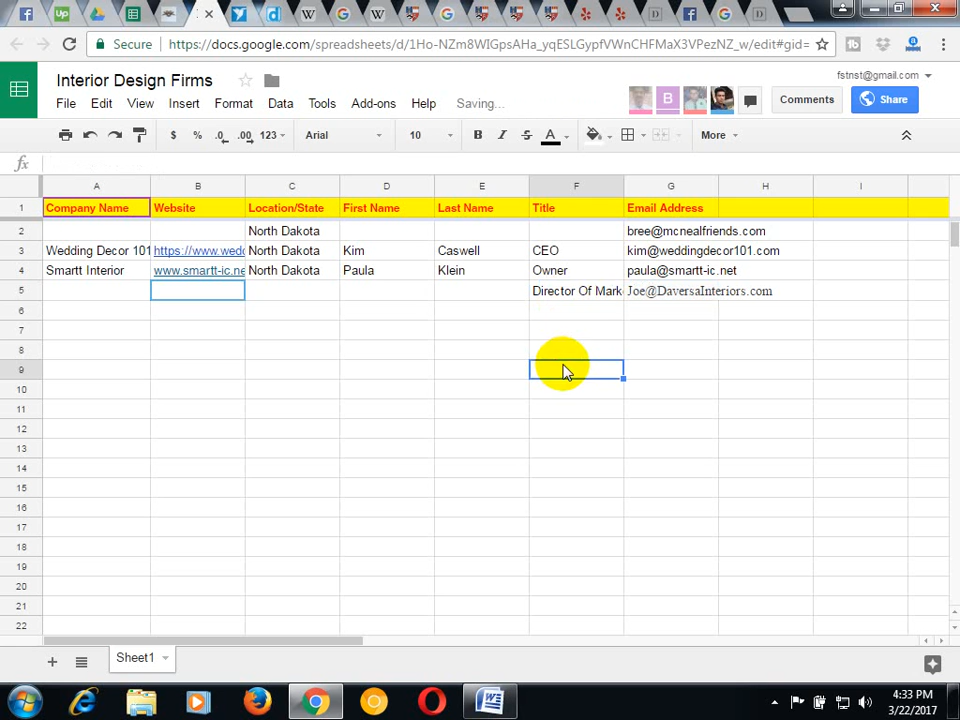 Secure
https://docs.google.com/spreadsheets/d/1Ho-NZm8WIGpsAHa_yqESLGypfVWnCHFMaX3VPezNZ_w/edit#gid=
Interior Design Firms
fstnst@gmail.com
File Edit View Insert Format Data Tools Add-ons Help Saving...
B
Comments
Share
$ % .0 .00 123 Arial 10 B I S A More
fx
A B C D E F G H I
1 Company Name Website Location/State First Name Last Name Title Email Address
2 North Dakota bree@mcnealfriends.com
3 Wedding Decor 101 https://www.wedd North Dakota Kim Caswell CEO kim@weddingdecor101.com
4 Smartt Interior www.smartt-ic.ne North Dakota Paula Klein Owner paula@smartt-ic.net
5 Director Of Mark Joe@DaversaInteriors.com
6
7
8
9
10
11
12
13
14
15
16
17
18
19
20
21
22
Sheet1
4:33 PM
3/22/2017